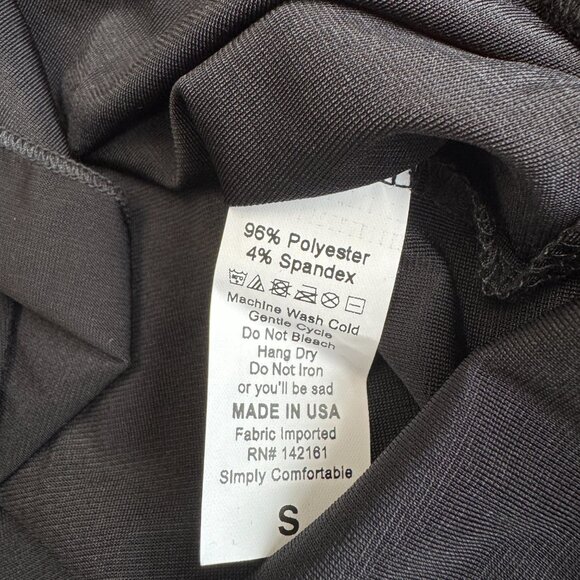 96% Polyester
4% Spandex
Machine Wash Cold
Gentle Cycle
Do Not Bleach
Hang Dry
Do Not Iron
or you'll be sad
MADE IN USA
Fabric Imported
RN# 142161
Simply Comfortable
S